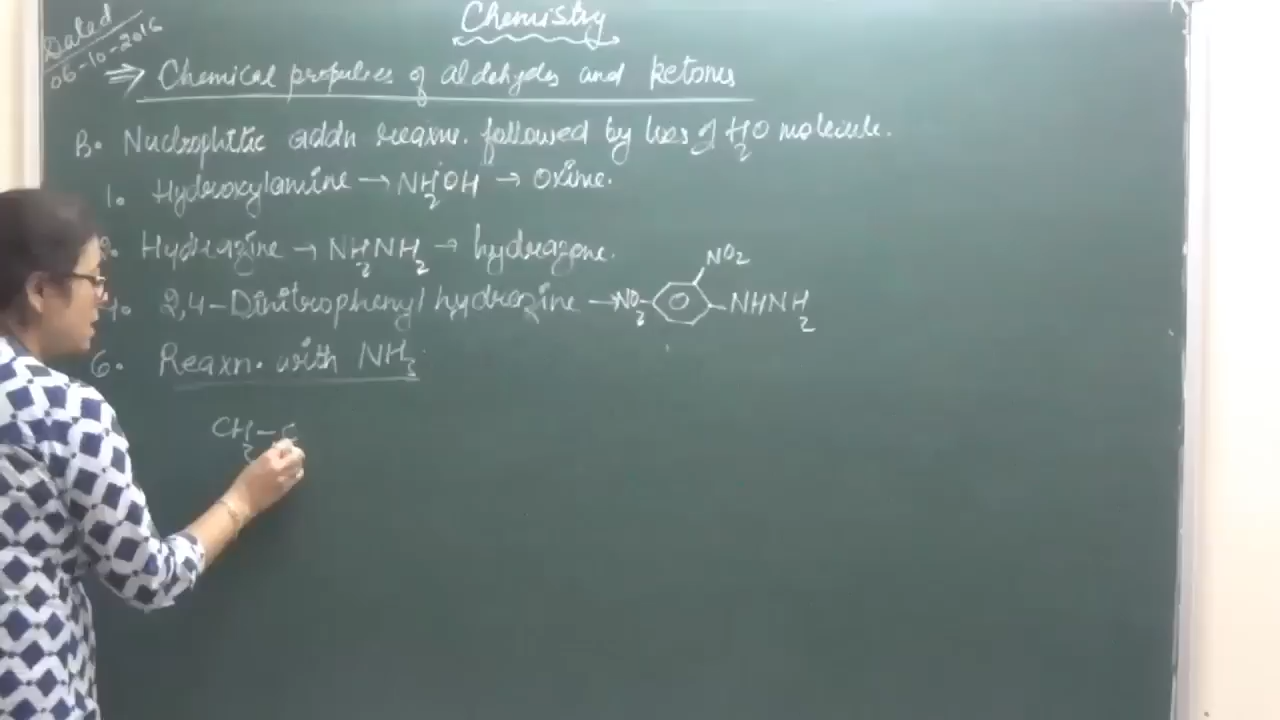 Chemistry
Dated
06-10-2016
⇒ Chemical properties of aldehydes and ketones
B. Nucleophilic addn reaxn. followed by loss of H₂O molecule.
1. Hydroxylamine → NH₂OH → Oxime.
2. Hydrazine → NH₂NH₂ → hydrazone.
4. 2,4-Dinitrophenyl hydrazine → NO₂ NO₂ NHNH₂
6. Reaxn. with NH₃
CH₃-C